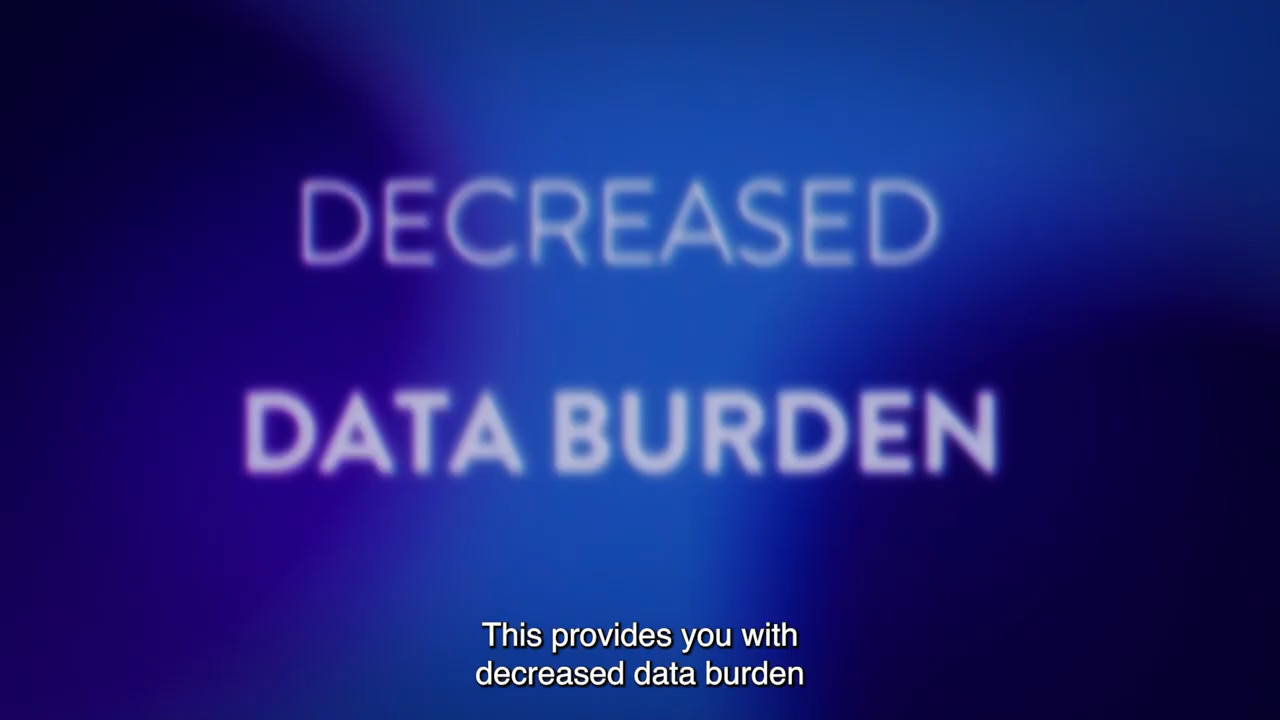 DECREASED
DATA BURDEN
This provides you with
decreased data burden